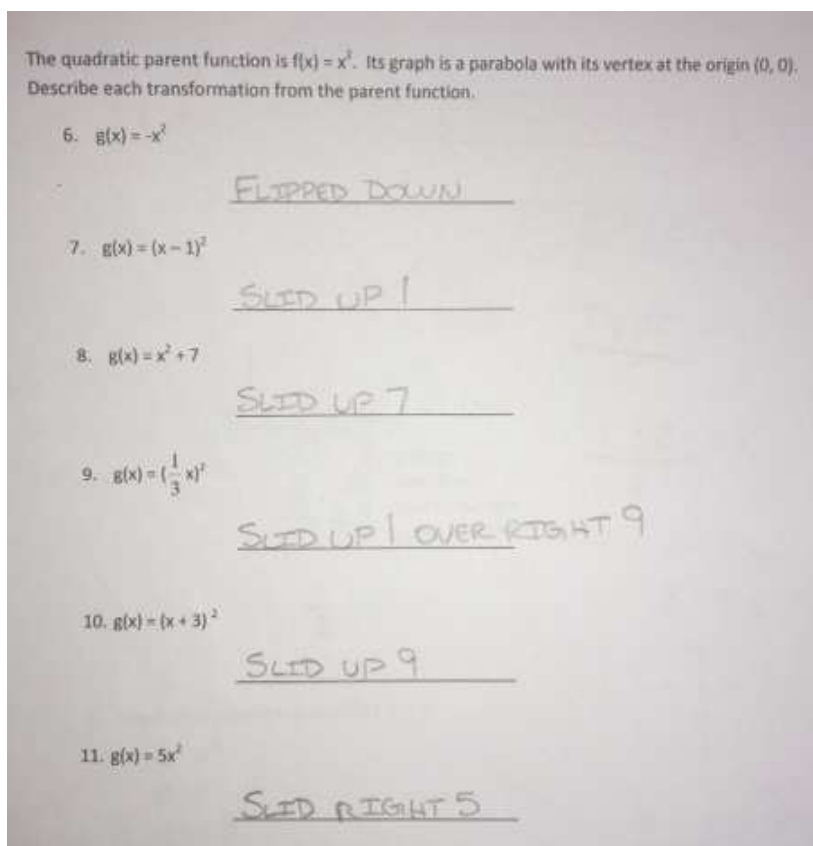 The quadratic parent function is f(x) = x². Its graph is a parabola with its vertex at the origin (0, 0).
Describe each transformation from the parent function.
6. g(x) = -x²
FLIPPED DOWN
7. g(x) = (x – 1)²
SLID UP 1
8. g(x) = x² + 7
SLID UP 7
9. g(x) = (1/3 x)²
SLID UP 1 OVER RIGHT 9
10. g(x) = (x + 3)²
SLID UP 9
11. g(x) = 5x²
SLID RIGHT 5